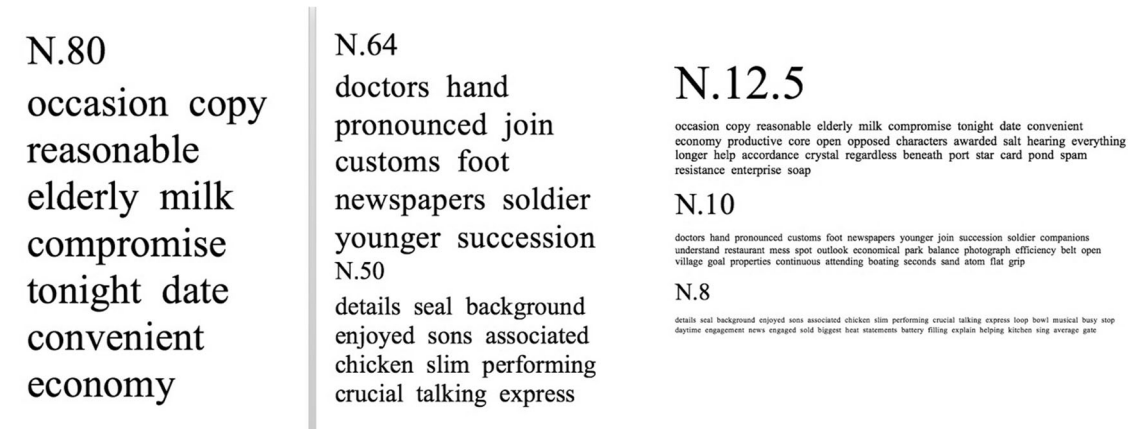 N.80
occasion copy
reasonable
elderly milk
compromise
tonight date
convenient
economy
N.64
doctors hand
pronounced join
customs foot
newspapers soldier
younger succession
N.50
details seal background
enjoyed sons associated
chicken slim performing
crucial talking express
N.12.5
occasion copy reasonable elderly milk compromise tonight date convenient
economy productive core open opposed characters awarded salt hearing everything
longer help accordance crystal regardless beneath port star card pond spam
resistance enterprise soap
N.10
doctors hand pronounced customs foot newspapers younger join succession soldier companions
understand restaurant mess spot outlook economical park balance photograph efficiency belt open
village goal properties continuous attending boating seconds sand atom flat grip
N.8
details seal background enjoyed sons associated chicken slim performing crucial talking express loop bowl musical busy stop
daytime engagement news engaged sold biggest heat statements battery filling explain helping kitchen sing average gate